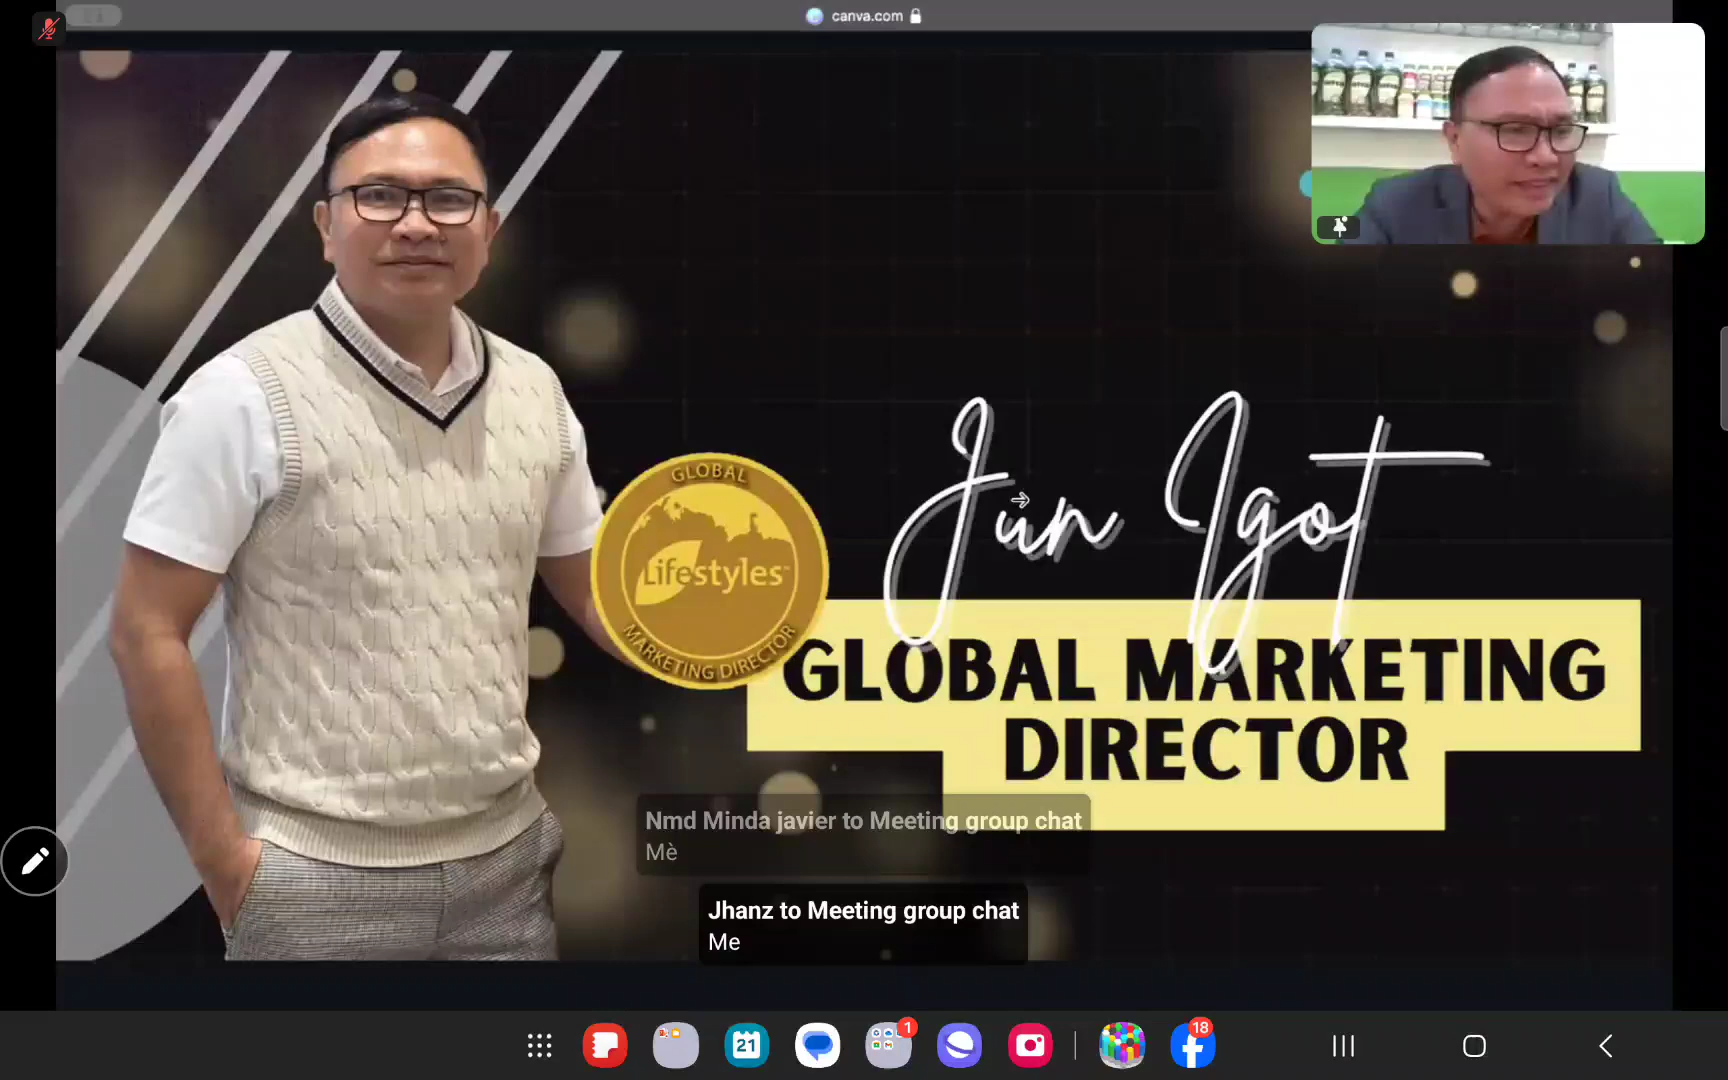 canva.com
Jun Igot
GLOBAL
Lifestyles™
MARKETING DIRECTOR
GLOBAL MARKETING
DIRECTOR
Nmd Minda javier to Meeting group chat
Mè
Jhanz to Meeting group chat
Me
21
1
18